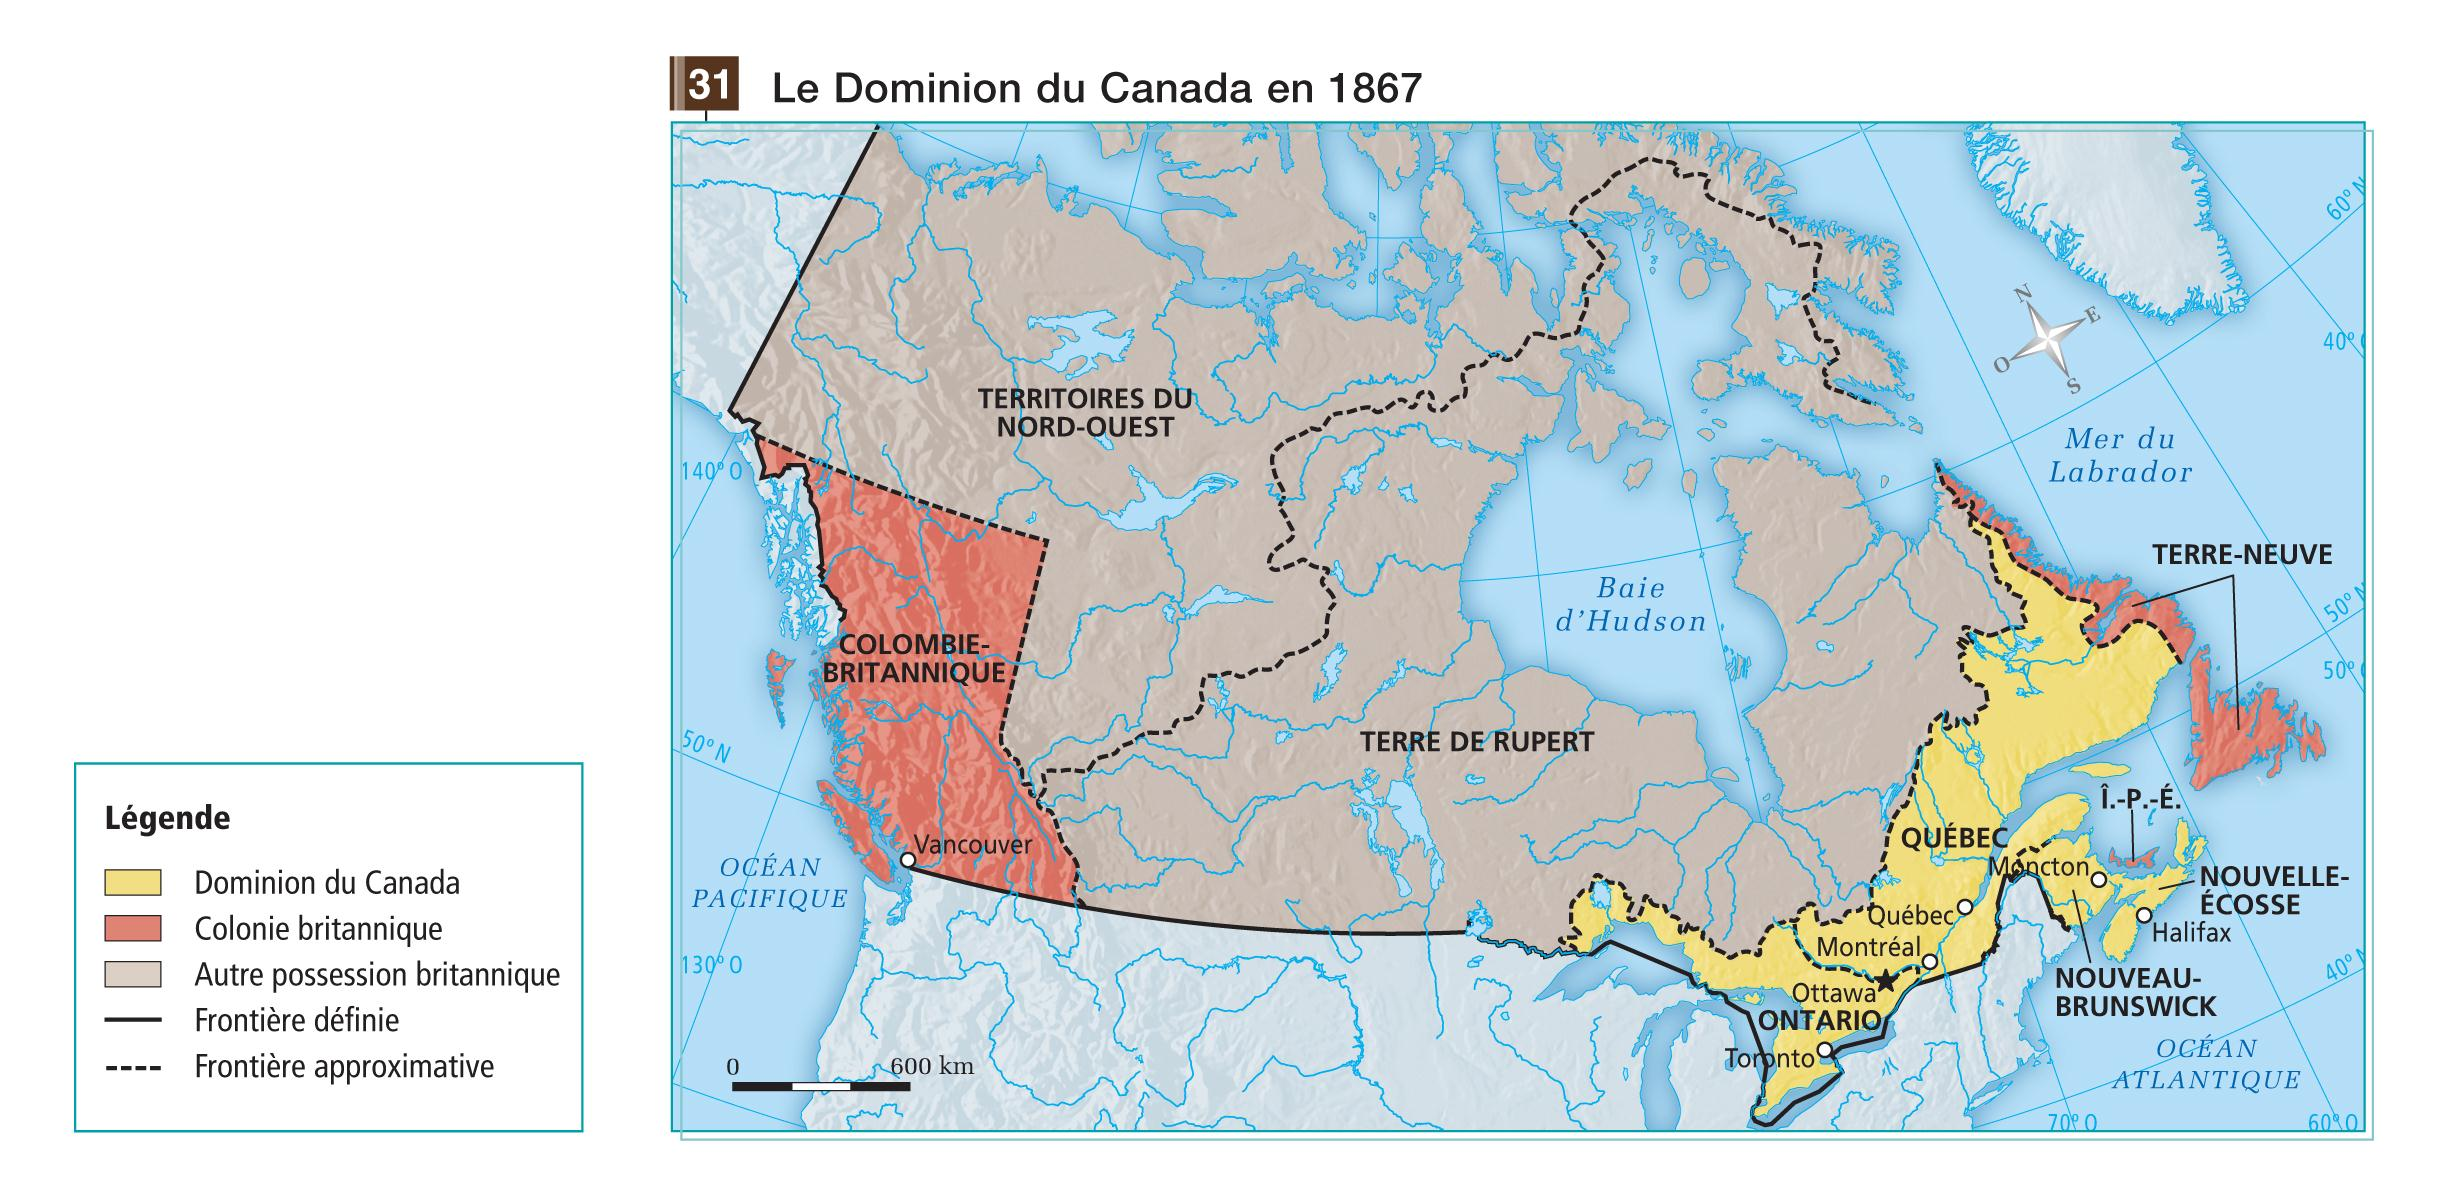 31 Le Dominion du Canada en 1867
60° N
N
E
O
S
40° O
TERRITOIRES DU
NORD-OUEST
Mer du
Labrador
140° O
TERRE-NEUVE
Baie
d'Hudson
50° N
COLOMBIE-
BRITANNIQUE
50° O
50° N
TERRE DE RUPERT
Î.-P.-É.
QUÉBEC
Vancouver
Moncton
NOUVELLE-
ÉCOSSE
OCÉAN
PACIFIQUE
Québec
Halifax
Montréal
130° O
40° N
NOUVEAU-
BRUNSWICK
Ottawa
ONTARIO
Toronto
OCÉAN
ATLANTIQUE
0 600 km
70° O
60° O
Légende
Dominion du Canada
Colonie britannique
Autre possession britannique
Frontière définie
Frontière approximative